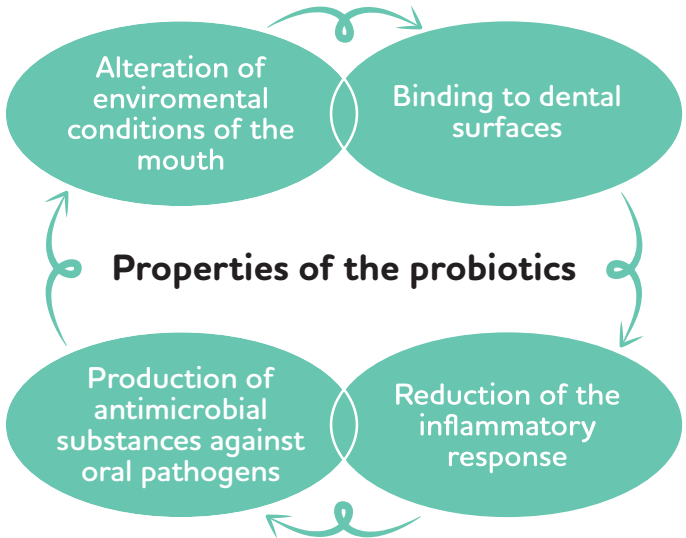 Alteration of
enviromental
conditions of the
mouth
Binding to dental
surfaces
Properties of the probiotics
Production of
antimicrobial
substances against
oral pathogens
Reduction of the
inflammatory
response